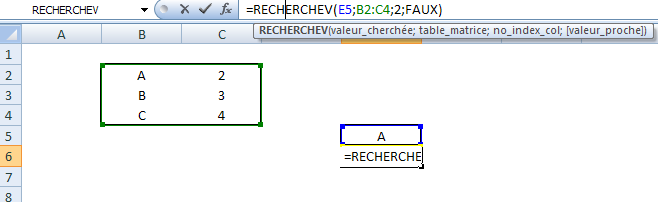 RECHERCHEV =RECHERCHEV(E5;B2:C4;2;FAUX)
RECHERCHEV(valeur_cherchée; table_matrice; no_index_col; [valeur_proche])
A B C D E F G H
1
2 A 2
3 B 3
4 C 4
5 A
6 =RECHERCHE
7
8